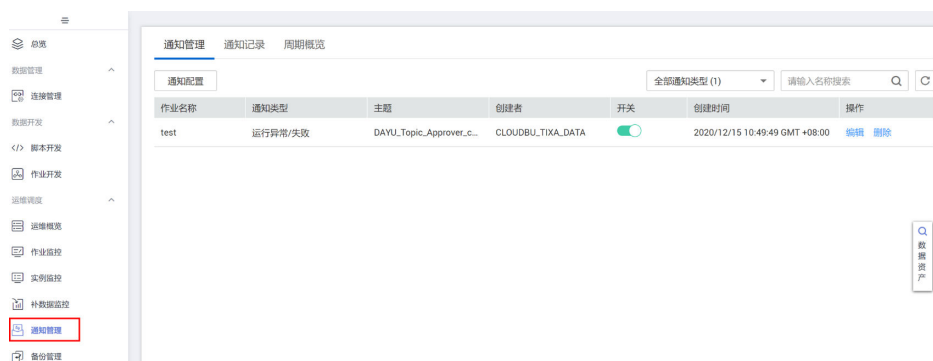 总览
数据管理
连接管理
数据开发
脚本开发
作业开发
运维调度
运维概览
作业监控
实例监控
补数据监控
通知管理
备份管理
通知管理 通知记录 周期概览
通知配置 全部通知类型 (1) 请输入名称搜索
作业名称 通知类型 主题 创建者 开关 创建时间 操作
test 运行异常/失败 DAYU_Topic_Approver_c... CLOUDBU_TIXA_DATA 2020/12/15 10:49:49 GMT +08:00 编辑 删除
数据资产